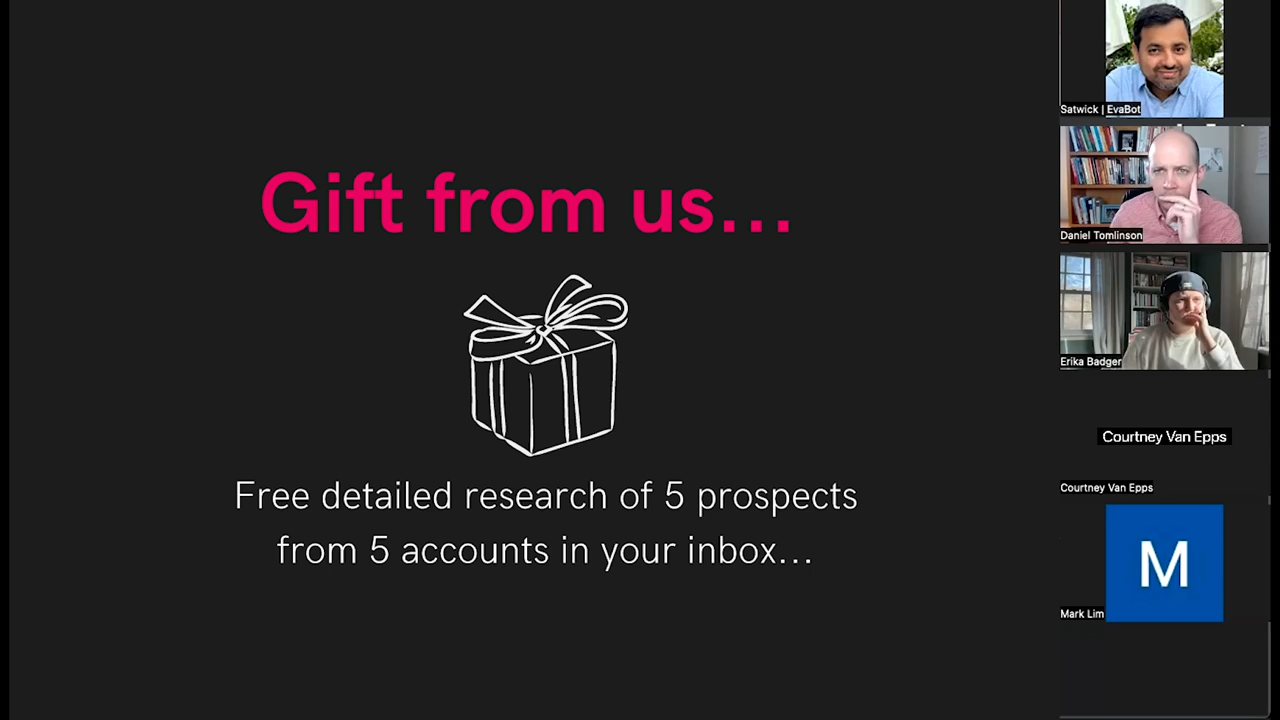 Gift from us...
Free detailed research of 5 prospects
from 5 accounts in your inbox...
Satwick | EvaBot
Daniel Tomlinson
Erika Badger
Courtney Van Epps
Courtney Van Epps
M
Mark Lim